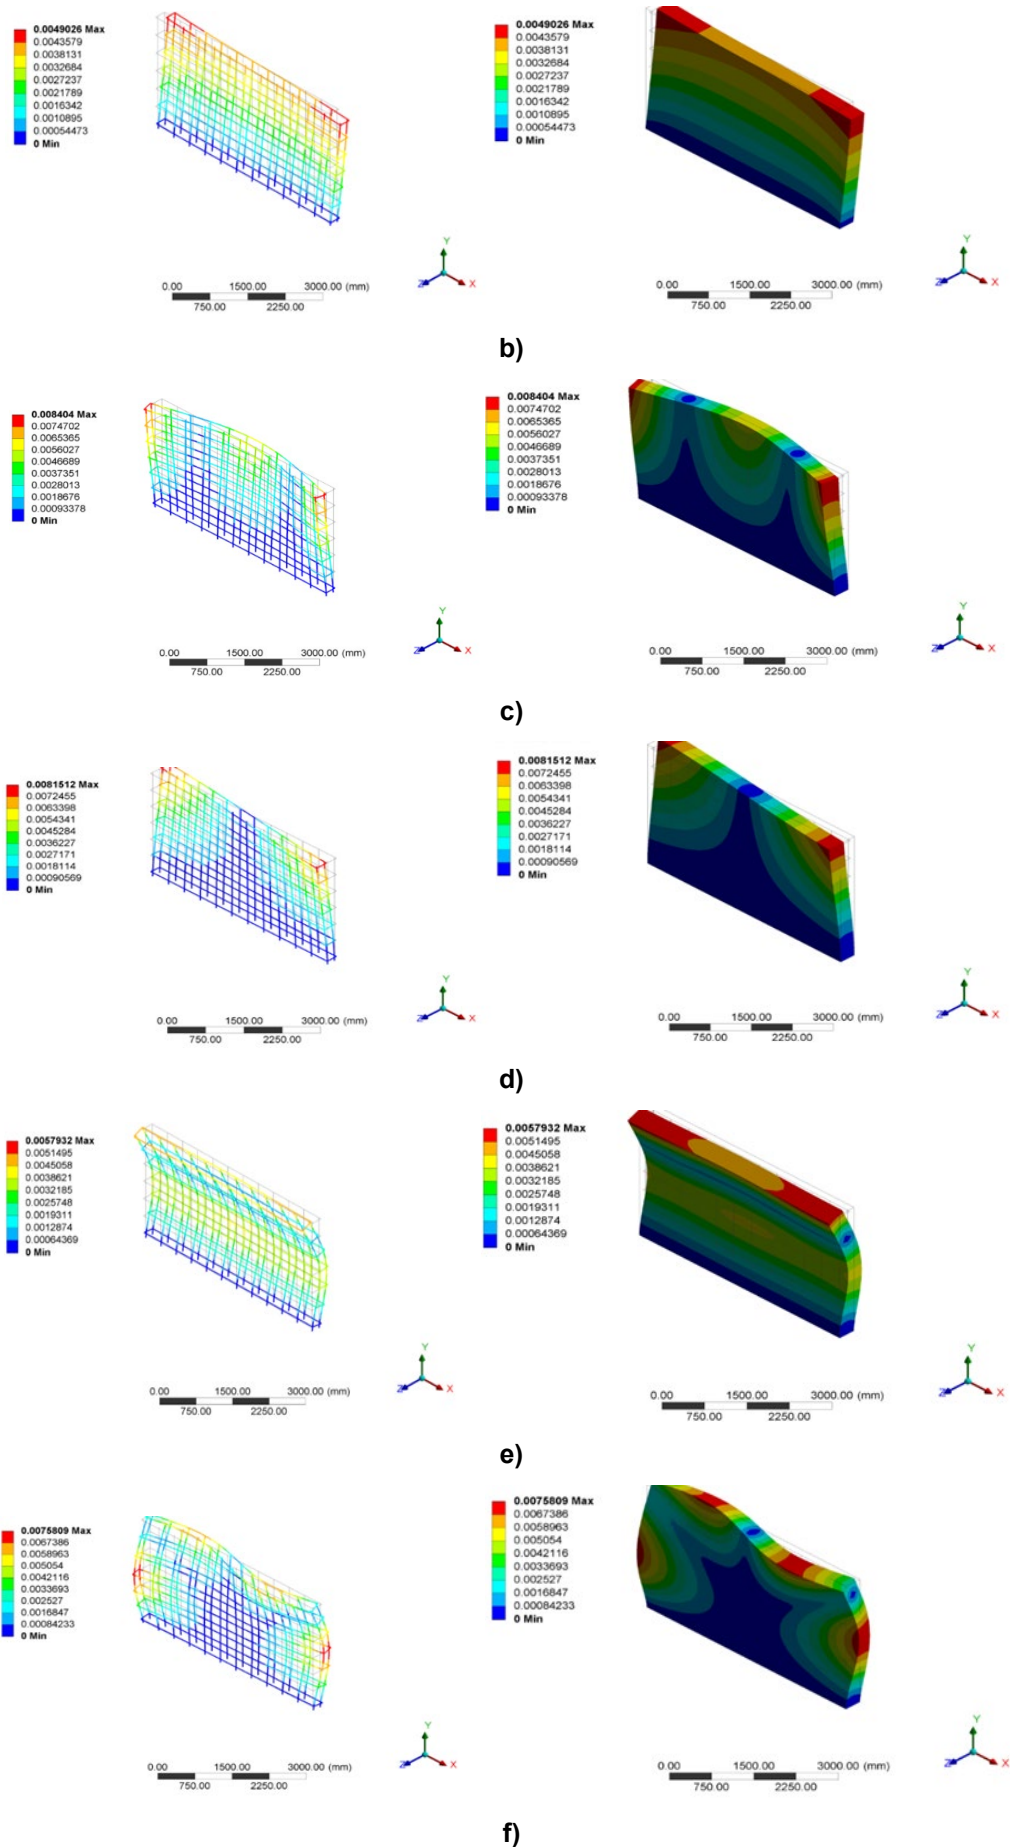 0.0049026 Max
0.0043579
0.0038131
0.0032684
0.0027237
0.0021789
0.0016342
0.0010895
0.00054473
0 Min
0.00 1500.00 3000.00 (mm)
750.00 2250.00
Y
Z X
0.0049026 Max
0.0043579
0.0038131
0.0032684
0.0027237
0.0021789
0.0016342
0.0010895
0.00054473
0 Min
0.00 1500.00 3000.00 (mm)
750.00 2250.00
Y
Z X
b)
0.008404 Max
0.0074702
0.0065365
0.0056027
0.0046689
0.0037351
0.0028013
0.0018676
0.00093378
0 Min
0.00 1500.00 3000.00 (mm)
750.00 2250.00
Y
Z X
0.008404 Max
0.0074702
0.0065365
0.0056027
0.0046689
0.0037351
0.0028013
0.0018676
0.00093378
0 Min
0.00 1500.00 3000.00 (mm)
750.00 2250.00
Y
Z X
c)
0.0081512 Max
0.0072455
0.0063398
0.0054341
0.0045284
0.0036227
0.0027171
0.0018114
0.00090569
0 Min
0.00 1500.00 3000.00 (mm)
750.00 2250.00
Y
Z X
0.0081512 Max
0.0072455
0.0063398
0.0054341
0.0045284
0.0036227
0.0027171
0.0018114
0.00090569
0 Min
0.00 1500.00 3000.00 (mm)
750.00 2250.00
Y
Z X
d)
0.0057932 Max
0.0051495
0.0045058
0.0038621
0.0032185
0.0025748
0.0019311
0.0012874
0.00064369
0 Min
0.00 1500.00 3000.00 (mm)
750.00 2250.00
Y
Z X
0.0057932 Max
0.0051495
0.0045058
0.0038621
0.0032185
0.0025748
0.0019311
0.0012874
0.00064369
0 Min
0.00 1500.00 3000.00 (mm)
750.00 2250.00
Y
Z X
e)
0.0075809 Max
0.0067386
0.0058963
0.005054
0.0042116
0.0033693
0.002527
0.0016847
0.00084233
0 Min
0.00 1500.00 3000.00 (mm)
750.00 2250.00
Y
Z X
0.0075809 Max
0.0067386
0.0058963
0.005054
0.0042116
0.0033693
0.002527
0.0016847
0.00084233
0 Min
0.00 1500.00 3000.00 (mm)
750.00 2250.00
Y
Z X
f)